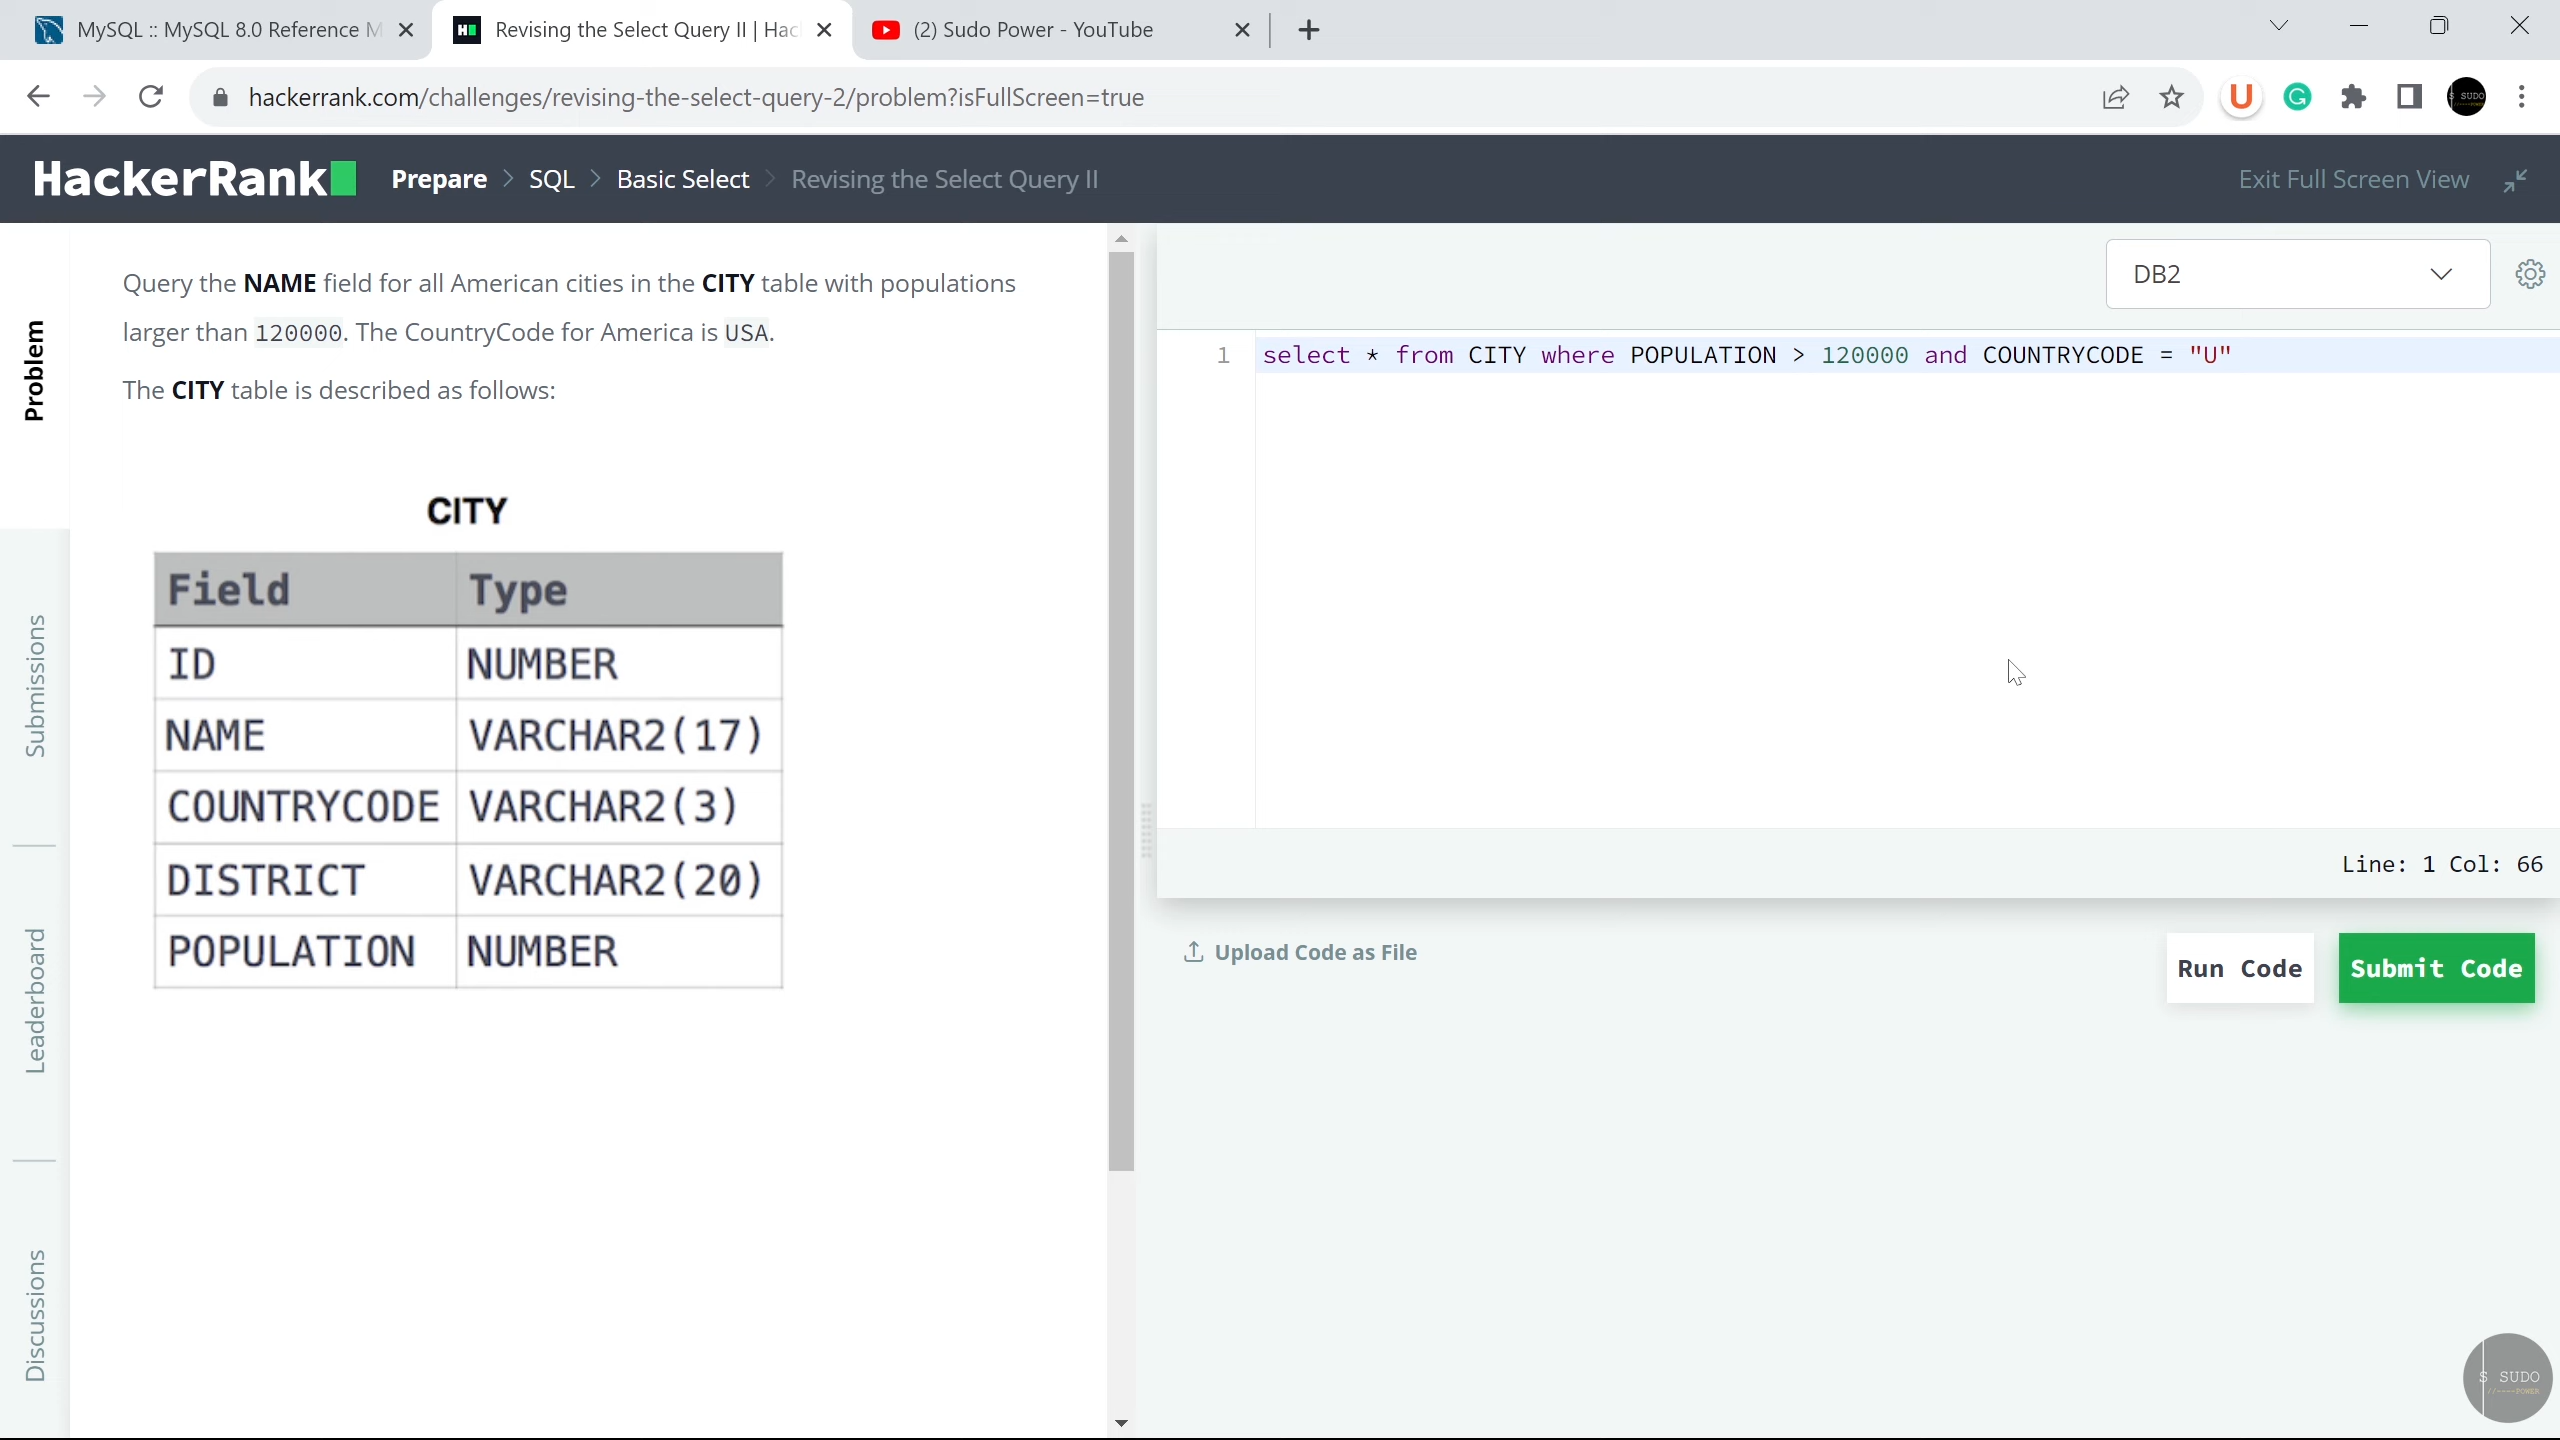 MySQL :: MySQL 8.0 Reference M
Revising the Select Query II | Hac
(2) Sudo Power - YouTube
hackerrank.com/challenges/revising-the-select-query-2/problem?isFullScreen=true
HackerRank
Prepare > SQL > Basic Select > Revising the Select Query II
Exit Full Screen View
Problem
Submissions
Leaderboard
Discussions
Query the NAME field for all American cities in the CITY table with populations
larger than 120000. The CountryCode for America is USA.
The CITY table is described as follows:
CITY
Field Type
ID NUMBER
NAME VARCHAR2(17)
COUNTRYCODE VARCHAR2(3)
DISTRICT VARCHAR2(20)
POPULATION NUMBER
DB2
1 select * from CITY where POPULATION > 120000 and COUNTRYCODE = "U"
Line: 1 Col: 66
Upload Code as File
Run Code
Submit Code
S SUDO
//----POWER